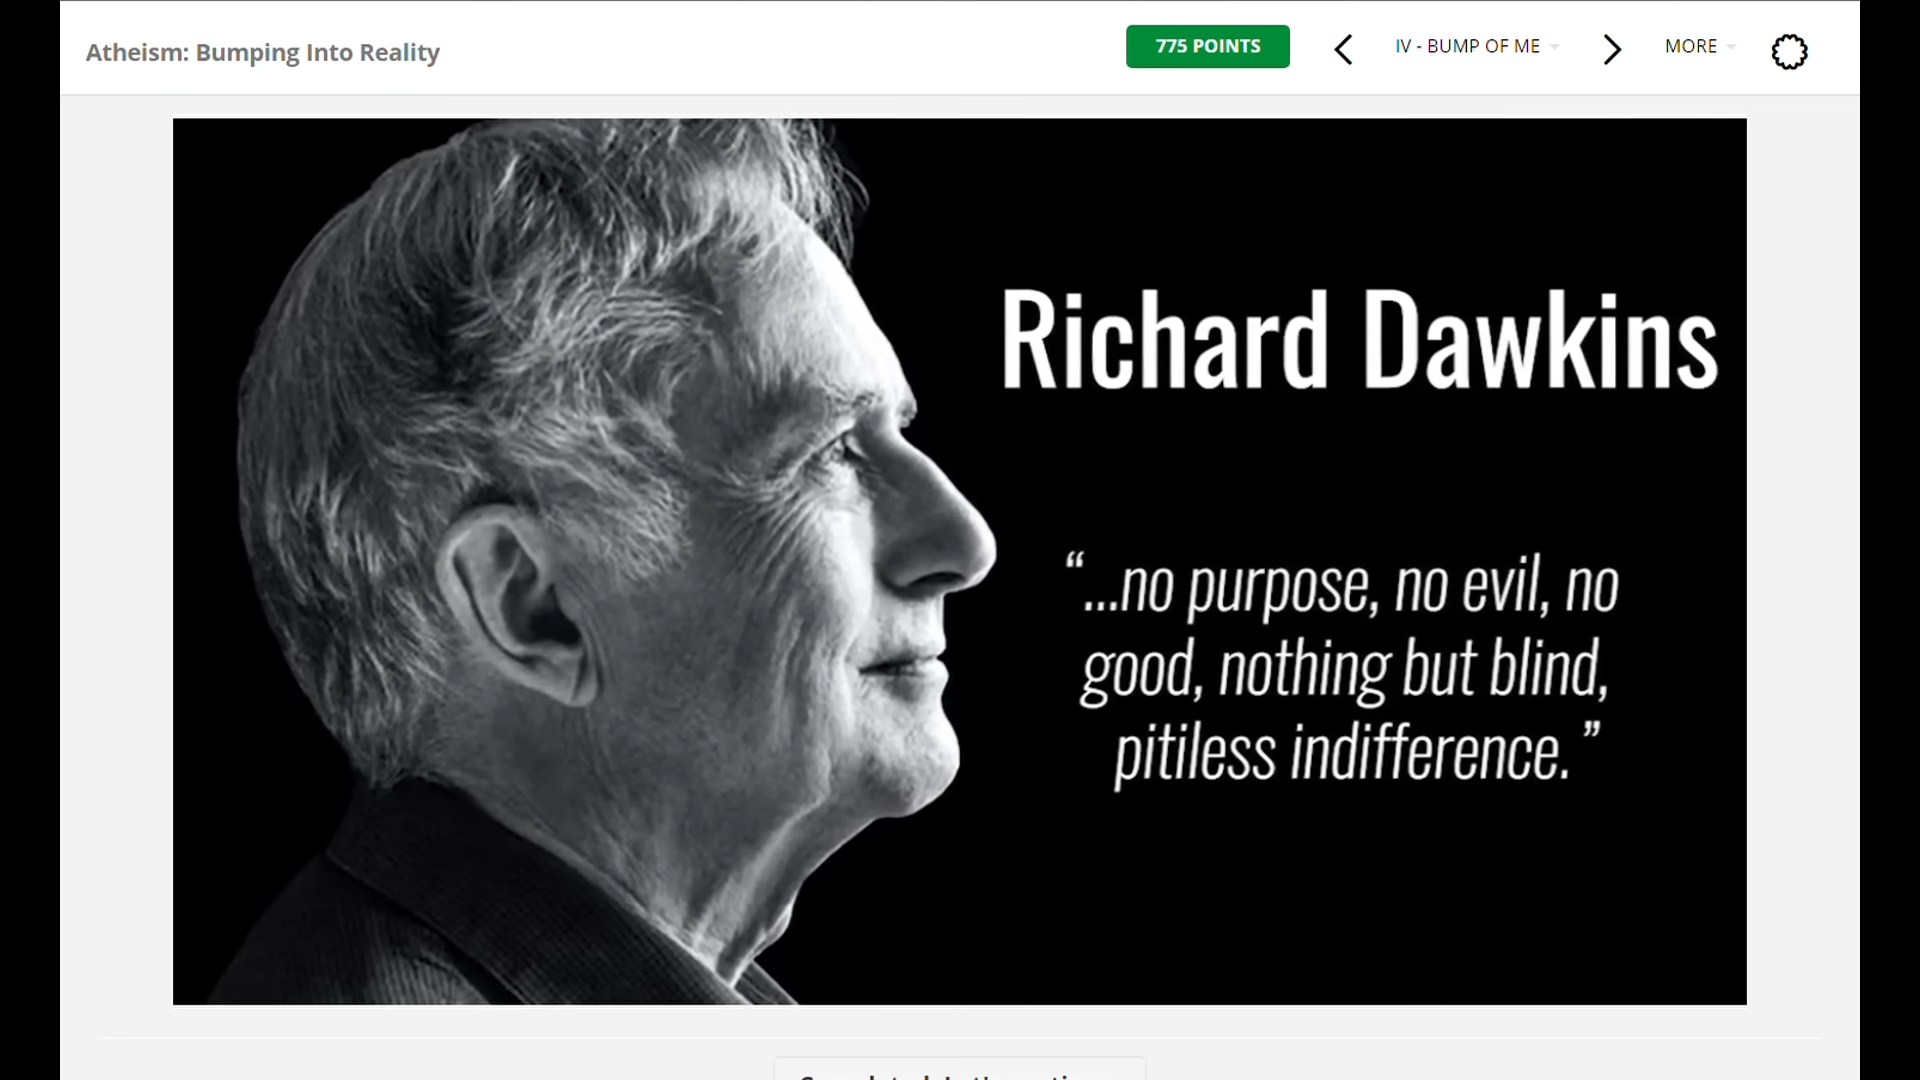 Atheism: Bumping Into Reality
775 POINTS
IV - BUMP OF ME
MORE
Richard Dawkins
“...no purpose, no evil, no
good, nothing but blind,
pitiless indifference.”